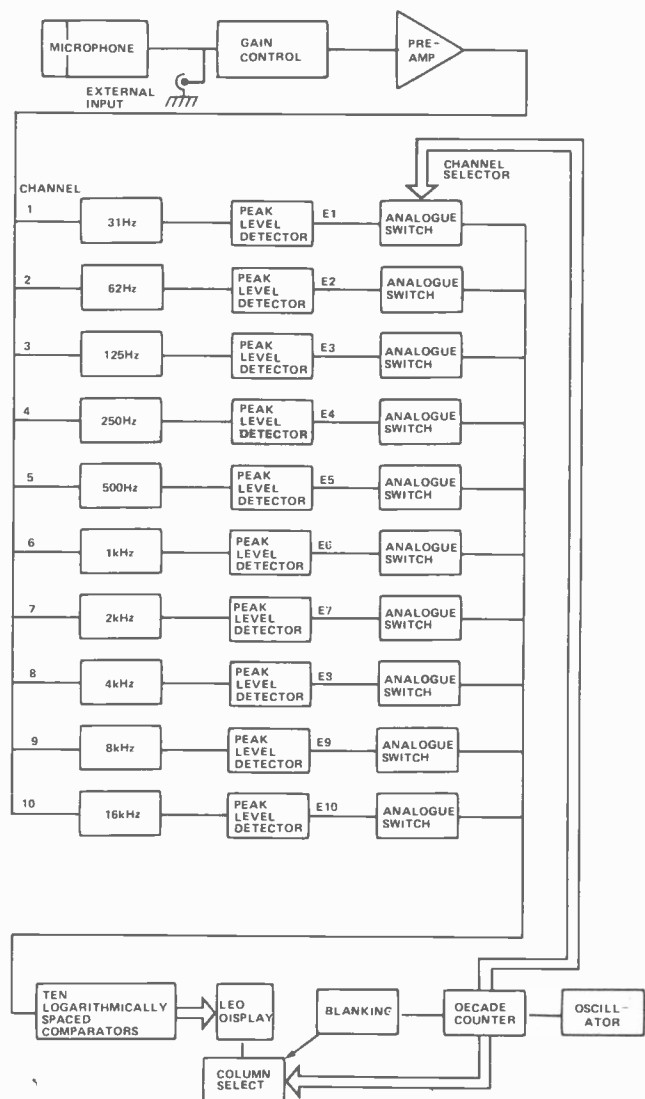 MICROPHONE
GAIN
CONTROL
PRE-
AMP
EXTERNAL
INPUT
CHANNEL
SELECTOR
CHANNEL
1
31Hz
PEAK
LEVEL
DETECTOR
E1
ANALOGUE
SWITCH
2
62Hz
PEAK
LEVEL
DETECTOR
E2
ANALOGUE
SWITCH
3
125Hz
PEAK
LEVEL
DETECTOR
E3
ANALOGUE
SWITCH
4
250Hz
PEAK
LEVEL
DETECTOR
E4
ANALOGUE
SWITCH
5
500Hz
PEAK
LEVEL
DETECTOR
E5
ANALOGUE
SWITCH
6
1kHz
PEAK
LEVEL
DETECTOR
E6
ANALOGUE
SWITCH
7
2kHz
PEAK
LEVEL
DETECTOR
E7
ANALOGUE
SWITCH
8
4kHz
PEAK
LEVEL
DETECTOR
E8
ANALOGUE
SWITCH
9
8kHz
PEAK
LEVEL
DETECTOR
E9
ANALOGUE
SWITCH
10
16kHz
PEAK
LEVEL
DETECTOR
E10
ANALOGUE
SWITCH
TEN
LOGARITHMICALLY
SPACED
COMPARATORS
LED
DISPLAY
BLANKING
DECADE
COUNTER
OSCILL-
ATOR
COLUMN
SELECT